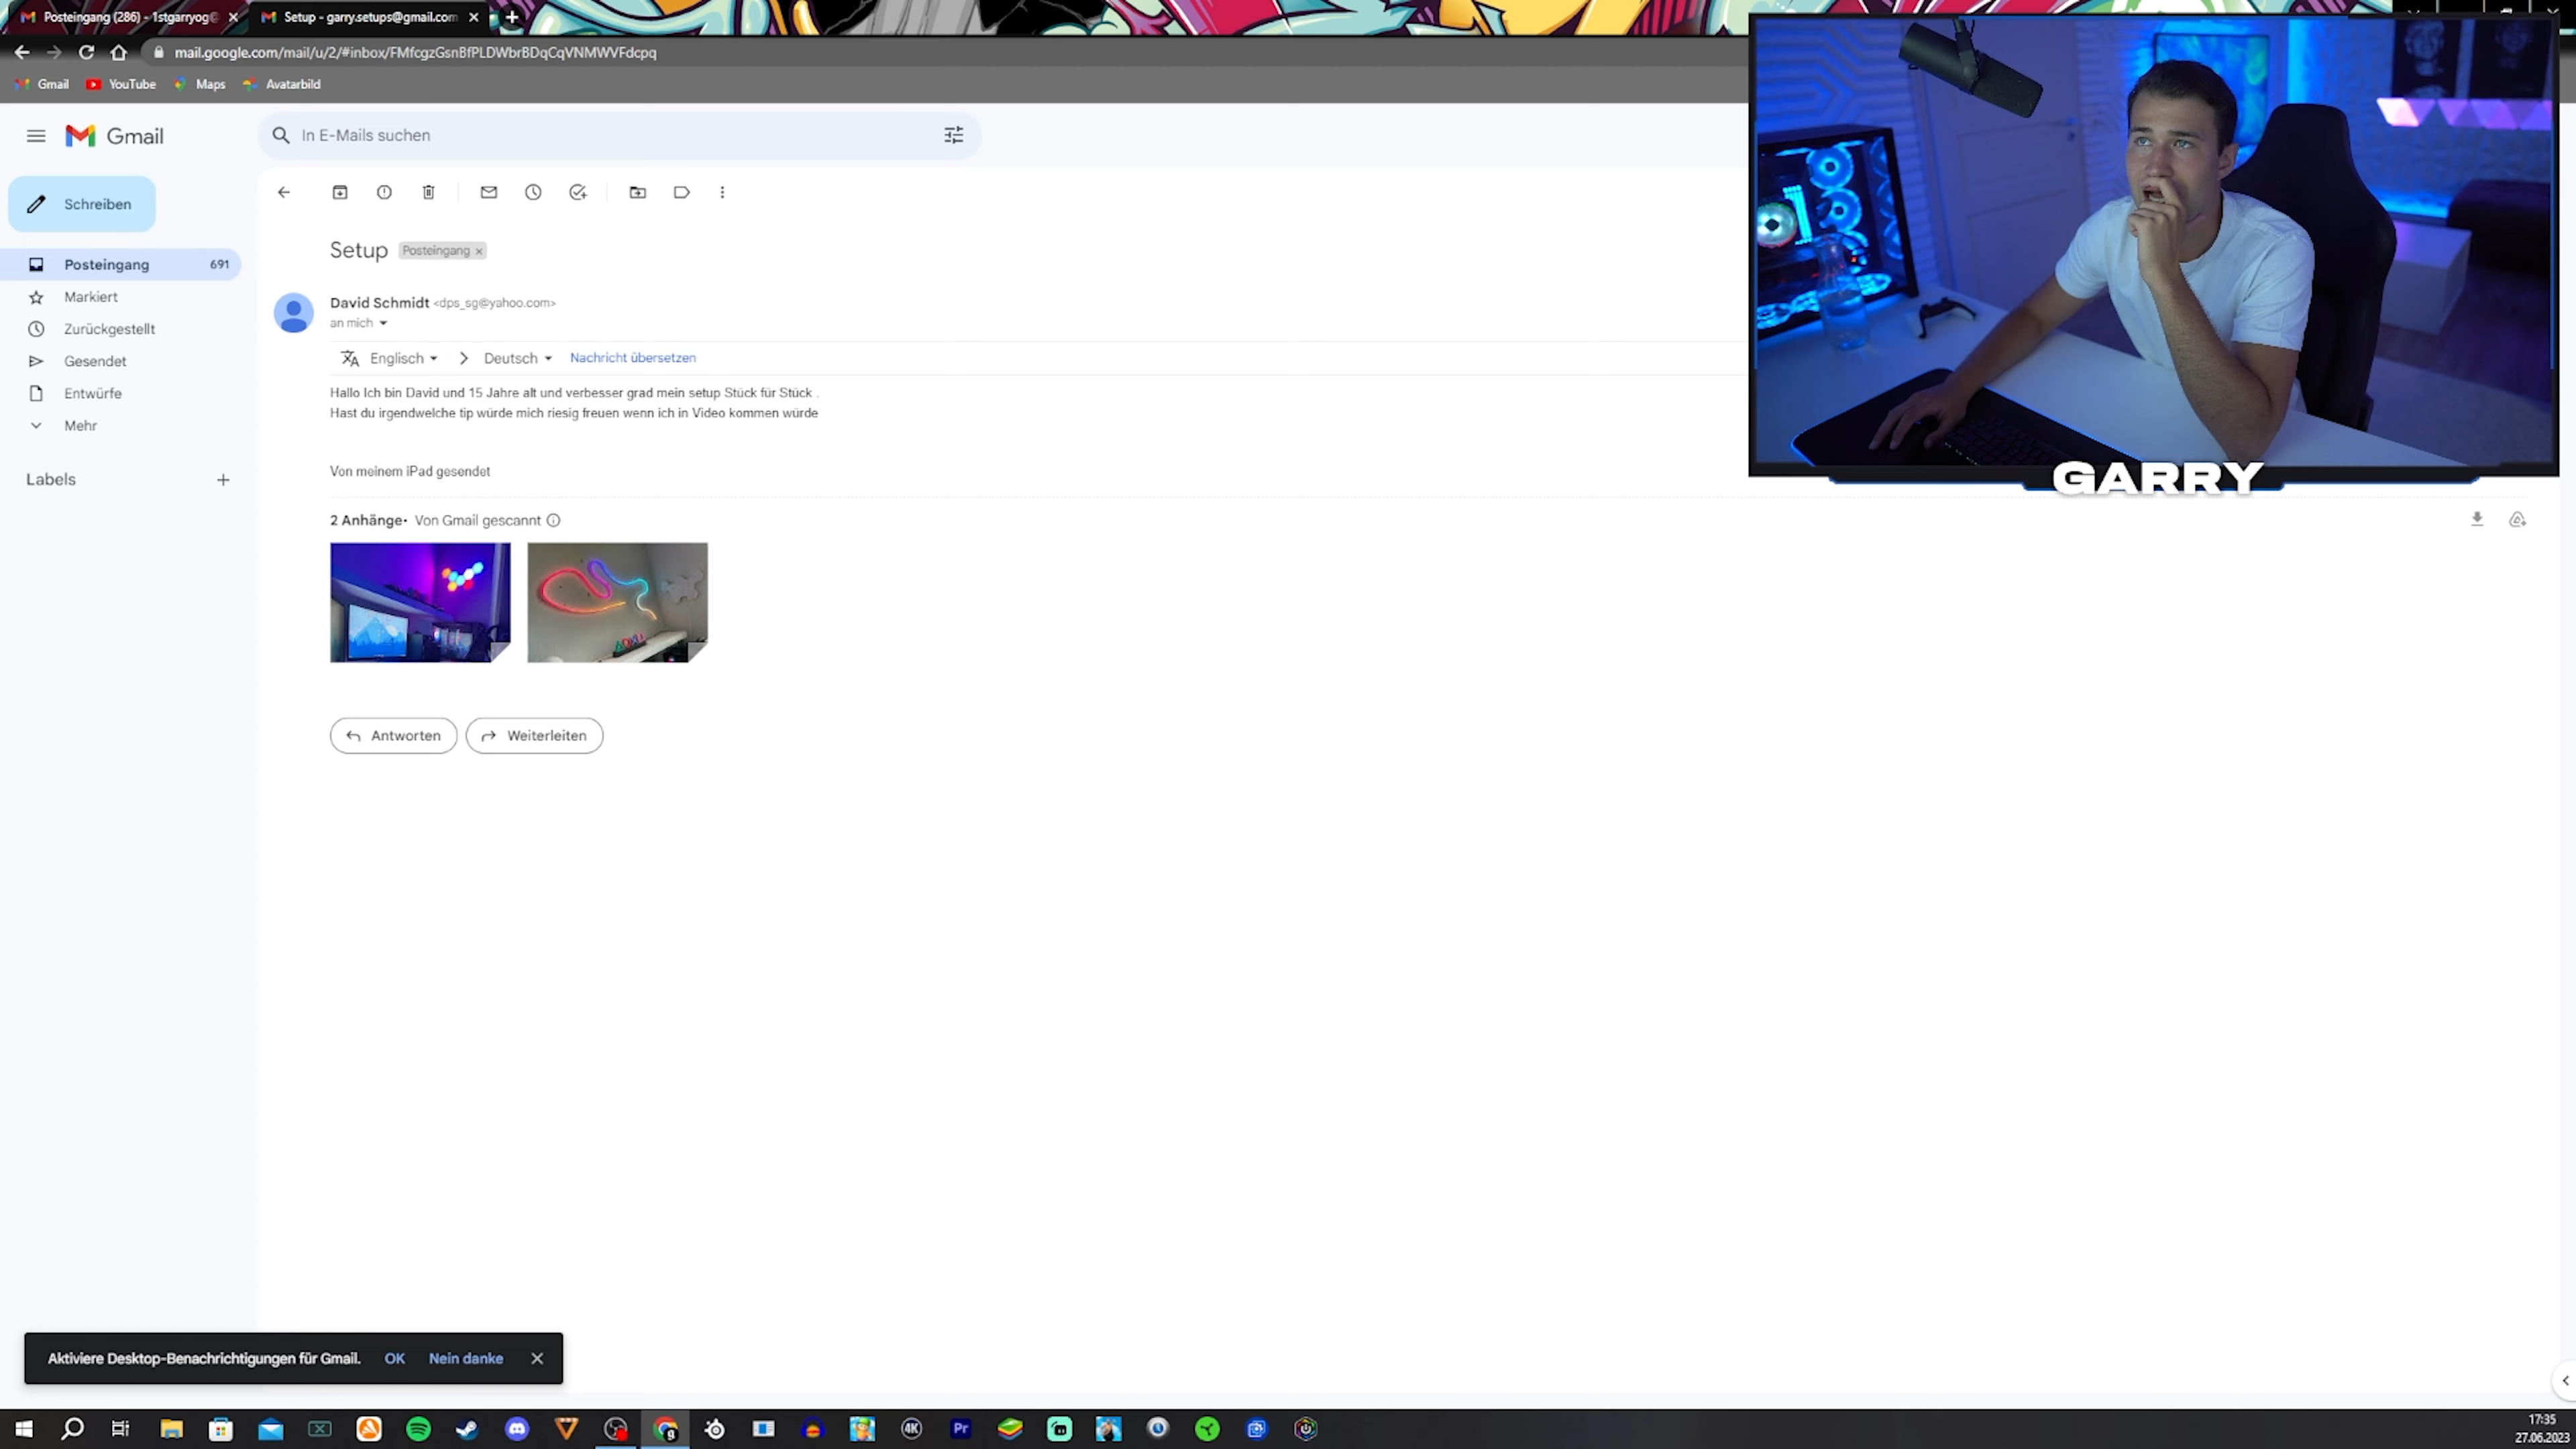 Posteingang (286) - 1stgarryog@
Setup - garry.setups@gmail.com
mail.google.com/mail/u/2/#inbox/FMfcgzGsnBfPLDWbrBDqCqVNMWVFdcpq
Gmail
YouTube
Maps
Avatarbild
Gmail
In E-Mails suchen
Schreiben
Posteingang 691
Markiert
Zurückgestellt
Gesendet
Entwürfe
Mehr
Labels
Setup
Posteingang
David Schmidt <dps_sg@yahoo.com>
an mich
Englisch
Deutsch
Nachricht übersetzen
Hallo Ich bin David und 15 Jahre alt und verbesser grad mein setup Stück für Stück .
Hast du irgendwelche tip würde mich riesig freuen wenn ich in Video kommen würde
Von meinem iPad gesendet
2 Anhänge• Von Gmail gescannt
Antworten
Weiterleiten
GARRY
Aktiviere Desktop-Benachrichtigungen für Gmail. OK Nein danke
4K
Pr
17:35
27.06.2023